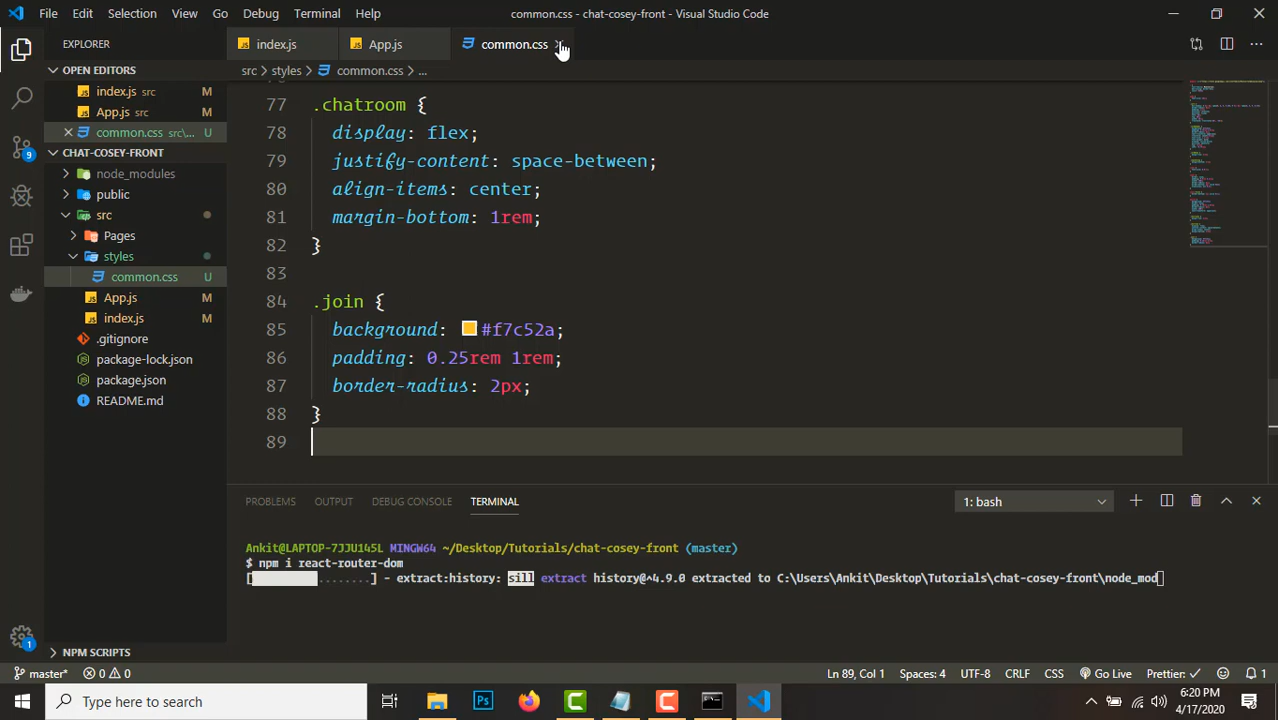 File Edit Selection View Go Debug Terminal Help common.css - chat-cosey-front - Visual Studio Code
EXPLORER
index.js
App.js
common.css
OPEN EDITORS
index.js src M
App.js src M
common.css src\... U
CHAT-COSEY-FRONT
node_modules
public
src
Pages
styles
common.css U
App.js M
index.js M
.gitignore
package-lock.json
package.json
README.md
NPM SCRIPTS
src > styles > common.css > ...
77 .chatroom {
78 display: flex;
79 justify-content: space-between;
80 align-items: center;
81 margin-bottom: 1rem;
82 }
83
84 .join {
85 background: #f7c52a;
86 padding: 0.25rem 1rem;
87 border-radius: 2px;
88 }
89
PROBLEMS OUTPUT DEBUG CONSOLE TERMINAL 1: bash
Ankit@LAPTOP-7JJU145L MINGW64 ~/Desktop/Tutorials/chat-cosey-front (master)
$ npm i react-router-dom
[ ........] - extract:history: sill extract history@^4.9.0 extracted to C:\Users\Ankit\Desktop\Tutorials\chat-cosey-front\node_mod
9
1
master* 0 0 Ln 89, Col 1 Spaces: 4 UTF-8 CRLF CSS Go Live Prettier: ✓ 1
Type here to search
6:20 PM
4/17/2020